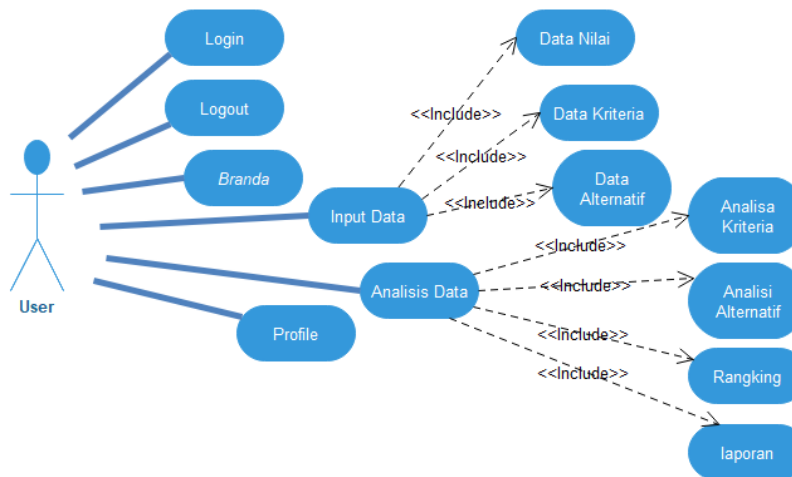 Login
Logout
Branda
Input Data
Analisis Data
Profile
User
<<Include>>
<<Include>>
<<Include>>
Data Nilai
Data Kriteria
Data
Alternatif
<<Include>>
<<Include>>
<<Include>>
<<Include>>
Analisa
Kriteria
Analisi
Alternatif
Rangking
laporan